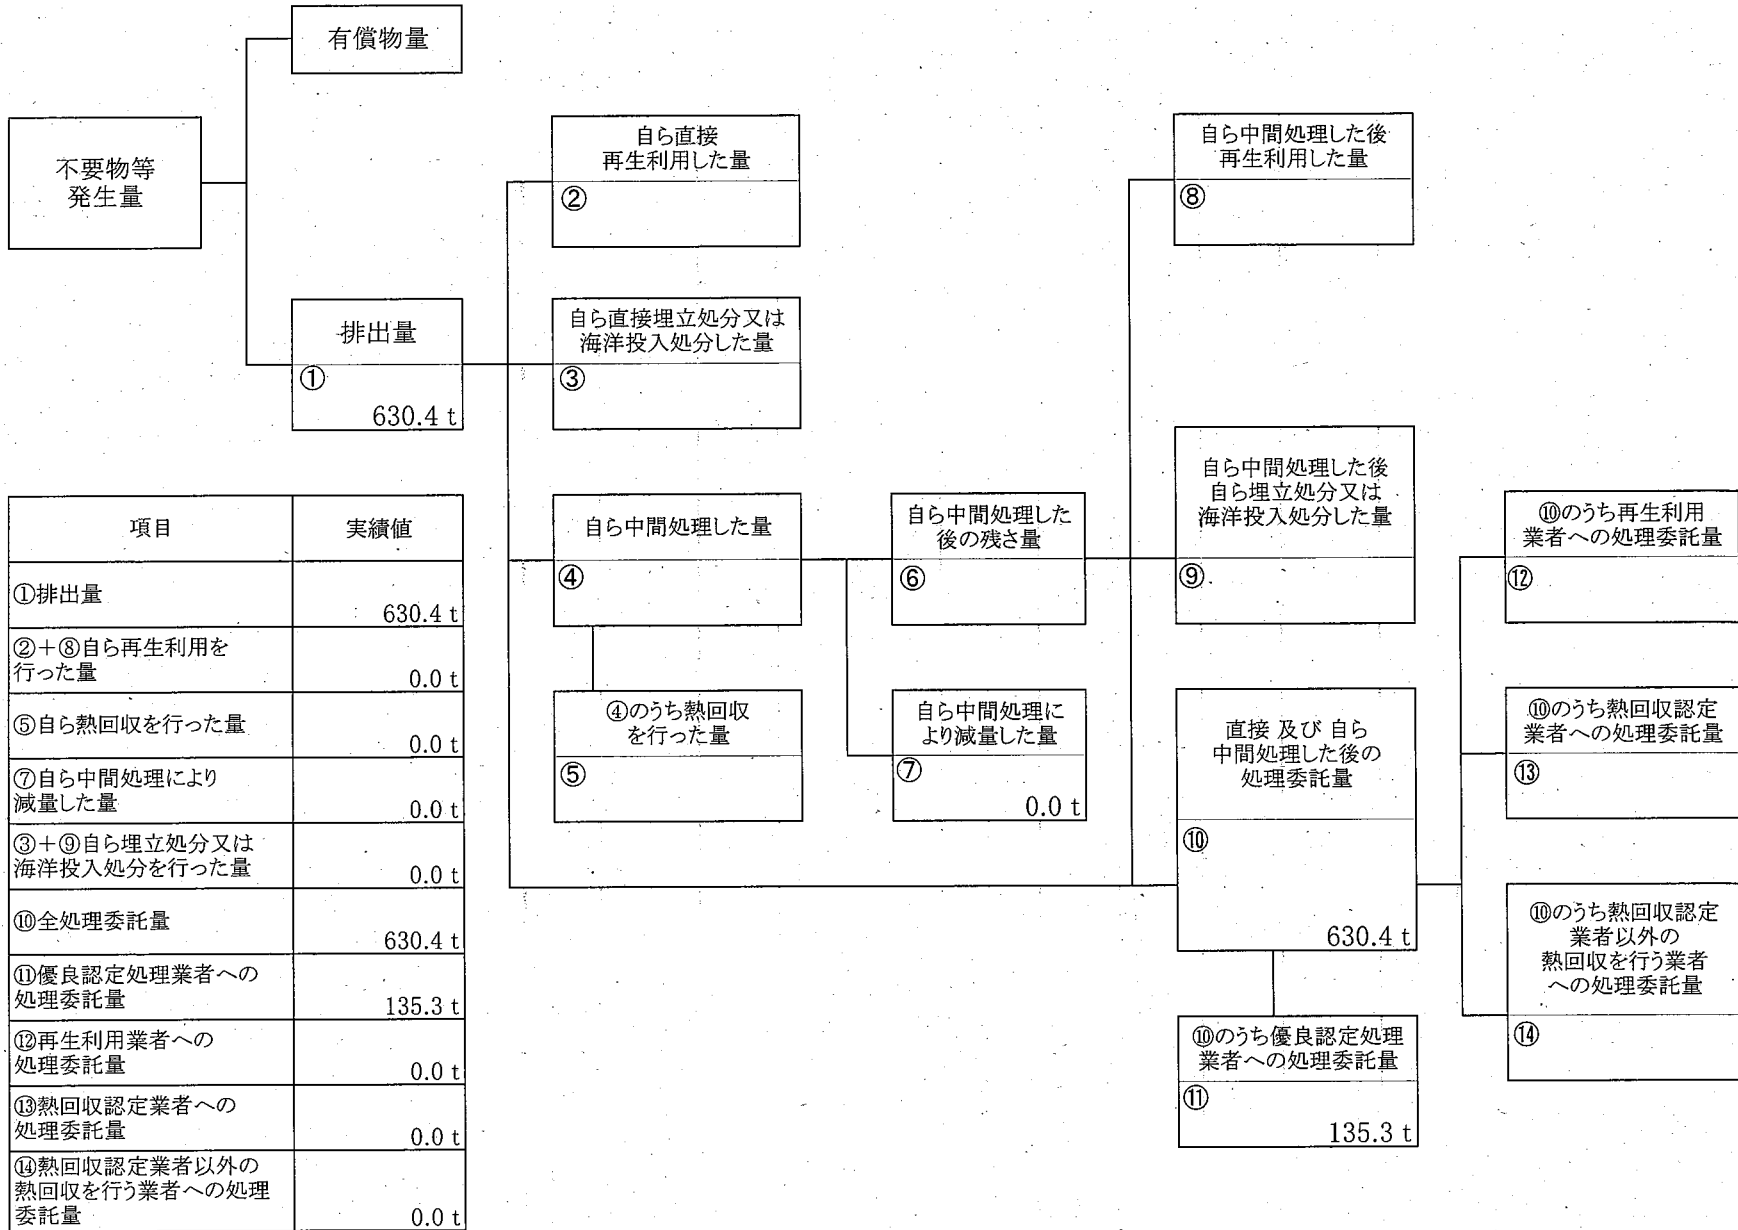 有償物量
不要物等
発生量
排出量
①
630.4 t
自ら直接
再生利用した量
②
自ら直接埋立処分又は
海洋投入処分した量
③
自ら中間処理した量
④
④のうち熱回収
を行った量
⑤
自ら中間処理した
後の残さ量
⑥
自ら中間処理に
より減量した量
⑦
0.0 t
自ら中間処理した後
再生利用した量
⑧
自ら中間処理した後
自ら埋立処分又は
海洋投入処分した量
⑨
直接 及び 自ら
中間処理した後の
処理委託量
⑩
630.4 t
⑩のうち優良認定処理
業者への処理委託量
⑪
135.3 t
⑩のうち再生利用
業者への処理委託量
⑫
⑩のうち熱回収認定
業者への処理委託量
⑬
⑩のうち熱回収認定
業者以外の
熱回収を行う業者
への処理委託量
⑭
項目 実績値
①排出量
630.4 t
②+⑧自ら再生利用を
行った量
0.0 t
⑤自ら熱回収を行った量
0.0 t
⑦自ら中間処理により
減量した量
0.0 t
③+⑨自ら埋立処分又は
海洋投入処分を行った量
0.0 t
⑩全処理委託量
630.4 t
⑪優良認定処理業者への
処理委託量
135.3 t
⑫再生利用業者への
処理委託量
0.0 t
⑬熱回収認定業者への
処理委託量
0.0 t
⑭熱回収認定業者以外の
熱回収を行う業者への処理
委託量
0.0 t